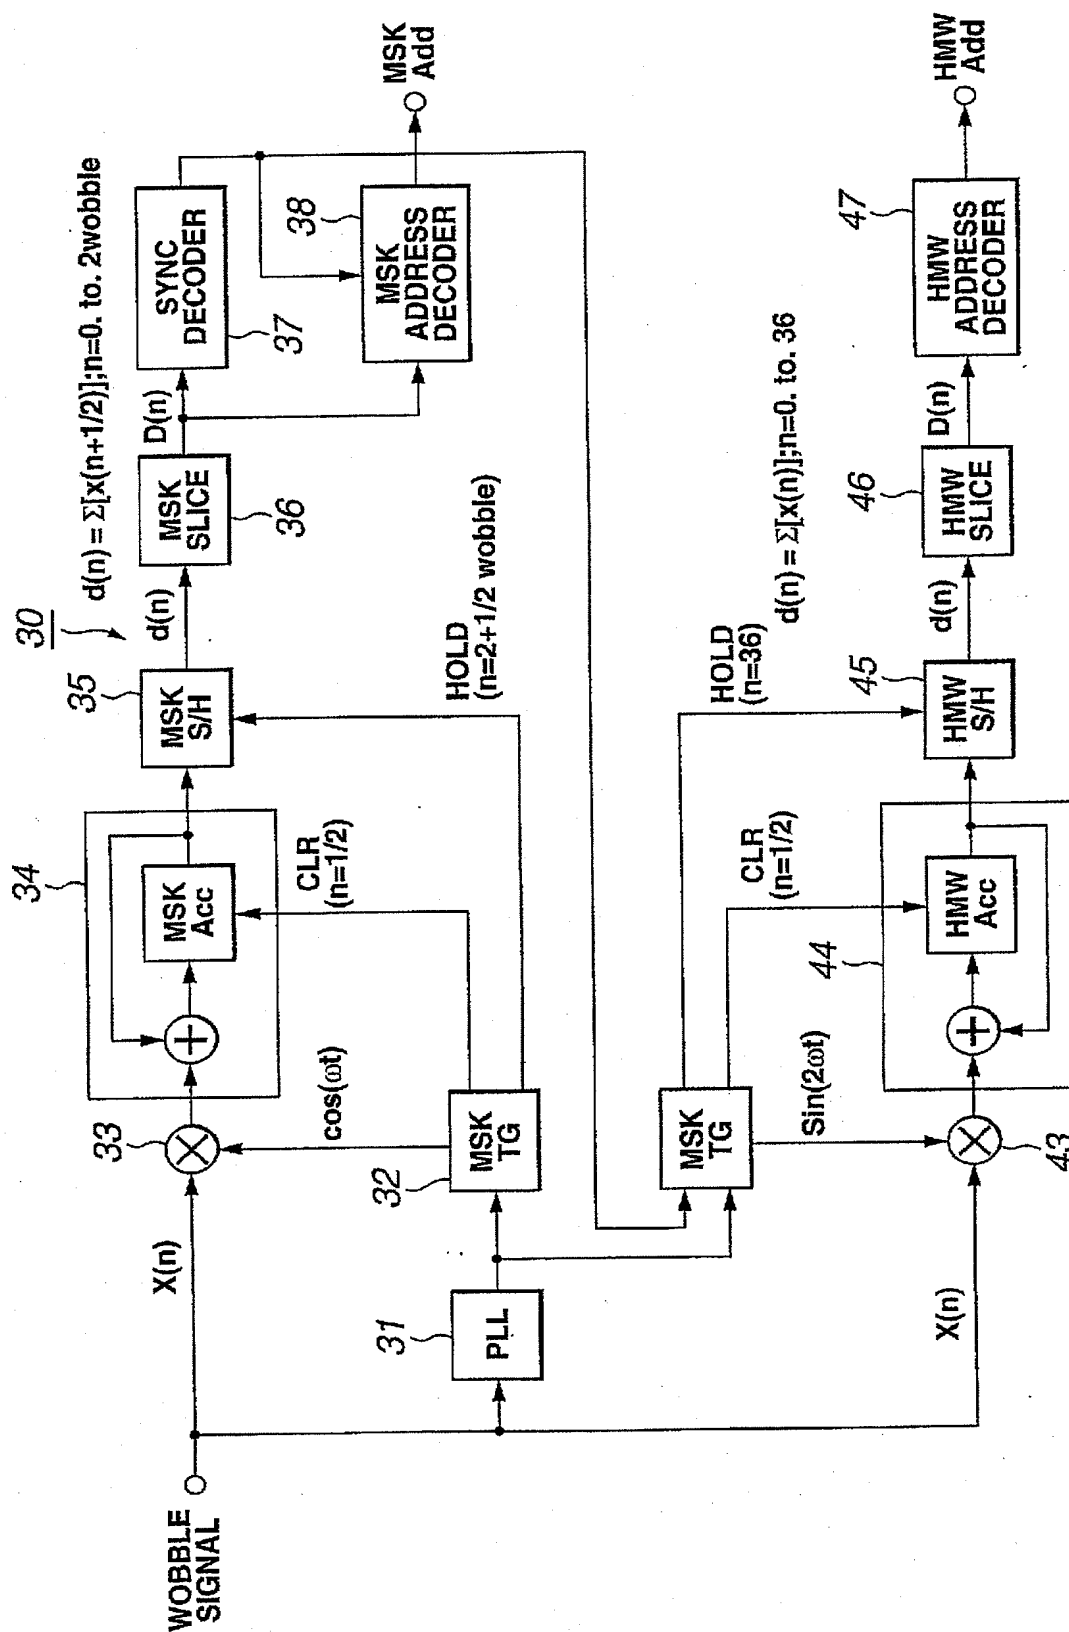 30
WOBBLE
SIGNAL
X(n)
33
34
MSK
Acc
35
MSK
S/H
d(n)
d(n) = Σ[x(n+1/2)];n=0. to. 2wobble
MSK
SLICE
36
D(n)
SYNC
DECODER
37
MSK
ADDRESS
DECODER
38
MSK
Add
cos(ωt)
CLR
(n=1/2)
HOLD
(n=2+1/2 wobble)
31
PLL
32
MSK
TG
MSK
TG
Sin(2ωt)
CLR
(n=1/2)
HOLD
(n=36)
d(n) = Σ[x(n)];n=0. to. 36
X(n)
43
44
HMW
Acc
45
HMW
S/H
d(n)
46
HMW
SLICE
D(n)
47
HMW
ADDRESS
DECODER
HMW
Add